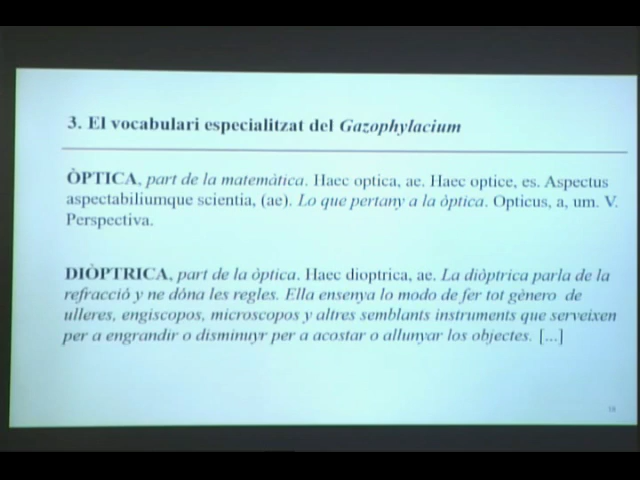 3. El vocabulari especialitzat del Gazophylacium
ÒPTICA, part de la matemàtica. Haec optica, ae. Haec optice, es. Aspectus
aspectabiliumque scientia, (ae). Lo que pertany a la òptica. Opticus, a, um. V.
Perspectiva.
DIÒPTRICA, part de la òptica. Haec dioptrica, ae. La diòptrica parla de la
refracció y ne dóna les regles. Ella ensenya lo modo de fer tot gènero de
ulleres, engiscopos, microscopos y altres semblants instruments que serveixen
per a engrandir o disminuyr per a acostar o allunyar los objectes. [...]